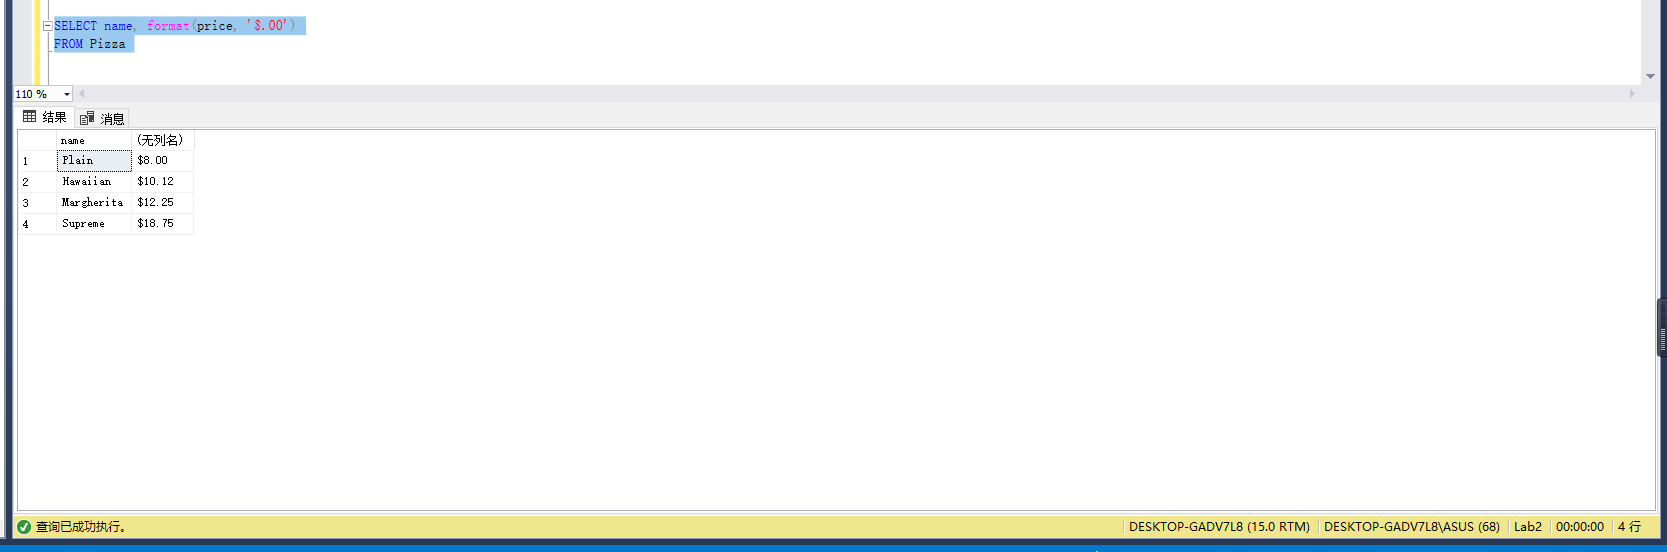 SELECT name, format(price, '$.00')
FROM Pizza
110 %
结果 消息
name (无列名)
1 Plain $8.00
2 Hawaiian $10.12
3 Margherita $12.25
4 Supreme $18.75
查询已成功执行。 DESKTOP-GADV7L8 (15.0 RTM) DESKTOP-GADV7L8\ASUS (68) Lab2 00:00:00 4 行